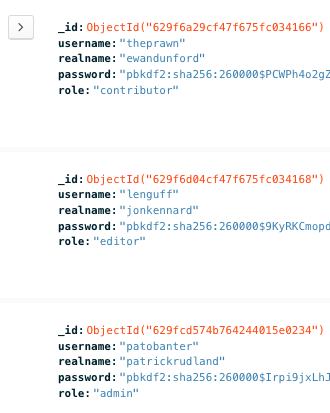 _id: ObjectId("629f6a29cf47f675fc034166")
username: "theprawn"
realname: "ewandunford"
password: "pbkdf2:sha256:260000$PCWPh4o2gZ
role: "contributor"
_id: ObjectId("629f6d04cf47f675fc034168")
username: "lenguff"
realname: "jonkennard"
password: "pbkdf2:sha256:260000$9KyRKCmopd
role: "editor"
_id: ObjectId("629fcd574b764244015e0234")
username: "patobanter"
realname: "patrickrudland"
password: "pbkdf2:sha256:260000$Irpi9jxLhJ
role: "admin"